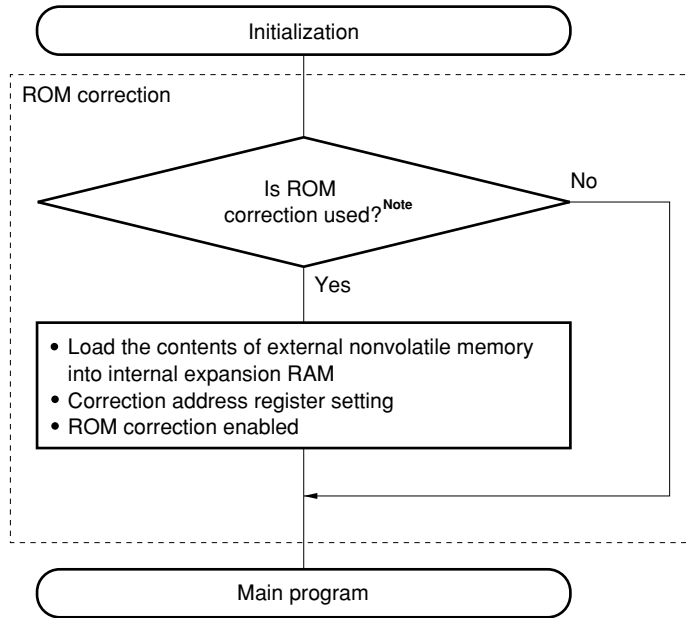 Initialization
ROM correction
Is ROM
correction used?Note
No
Yes
• Load the contents of external nonvolatile memory
into internal expansion RAM
• Correction address register setting
• ROM correction enabled
Main program